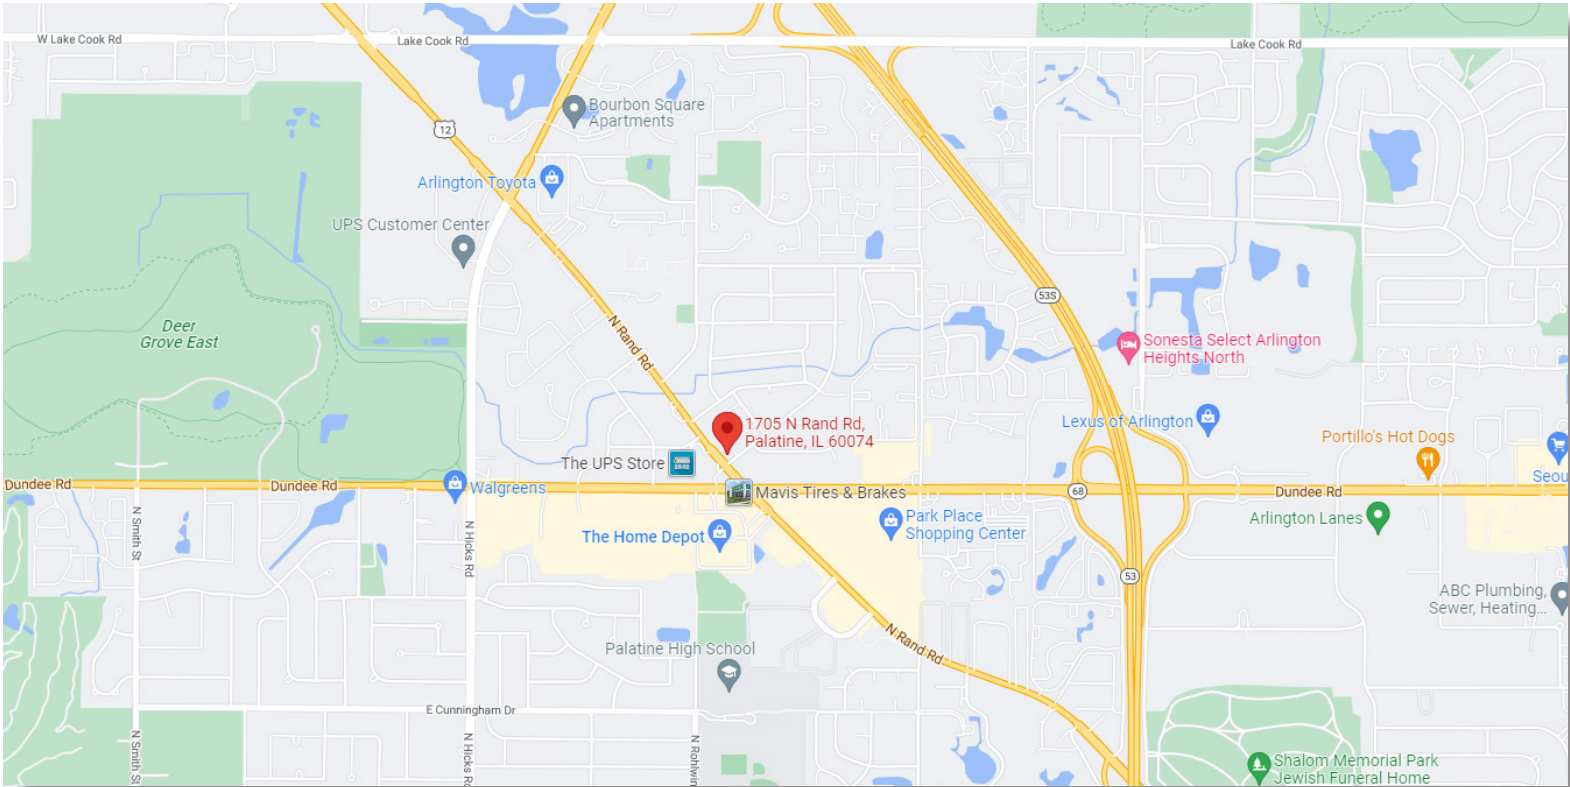 W Lake Cook Rd
Lake Cook Rd
Lake Cook Rd
Bourbon Square
Apartments
12
Arlington Toyota
UPS Customer Center
53S
Deer
Grove East
N Rand Rd
Sonesta Select Arlington
Heights North
1705 N Rand Rd,
Palatine, IL 60074
Lexus of Arlington
Portillo's Hot Dogs
The UPS Store
Seou
Dundee Rd
Dundee Rd
Walgreens
Mavis Tires & Brakes
68
Dundee Rd
Park Place
Shopping Center
Arlington Lanes
N Smith St
N Hicks Rd
The Home Depot
53
ABC Plumbing,
Sewer, Heating...
N Rand Rd
Palatine High School
E Cunningham Dr
N Smith St
N Hicks Rd
N Rohlwin
Shalom Memorial Park
Jewish Funeral Home